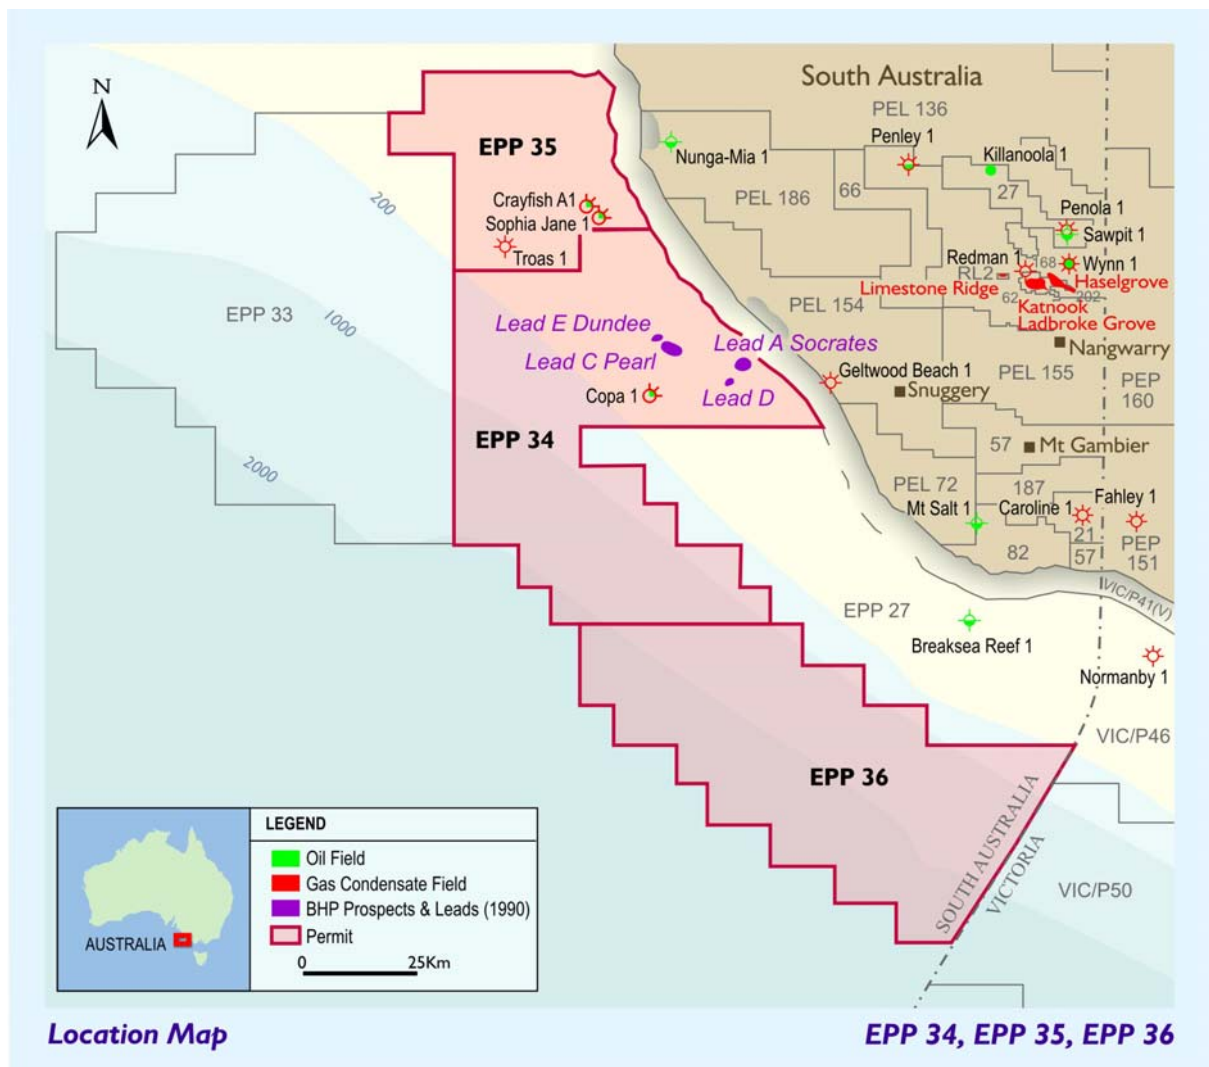 South Australia
PEL 136
N
EPP 35
Penley 1
Nunga-Mia 1
Killanoola 1
66
27
PEL 186
200
Crayfish A1
Sophia Jane 1
Troas 1
Penola 1
Sawpit 1
Redman 1
168
Wynn 1
RL2
Limestone Ridge
62
202
Haselgrove
Katnook
Ladbroke Grove
EPP 33
1000
PEL 154
Lead E Dundee
Lead A Socrates
Lead C Pearl
Nangwarry
Geltwood Beach 1
PEL 155
PEP
160
Snuggery
Copa 1
Lead D
EPP 34
57
Mt Gambier
2000
PEL 72
187
Mt Salt 1
Caroline 1
Fahley 1
21
82
57
PEP
151
VIC/P41(V)
EPP 27
Breaksea Reef 1
Normanby 1
VIC/P46
EPP 36
SOUTH AUSTRALIA
VICTORIA
VIC/P50
LEGEND
Oil Field
Gas Condensate Field
BHP Prospects & Leads (1990)
Permit
0 25Km
AUSTRALIA
Location Map
EPP 34, EPP 35, EPP 36